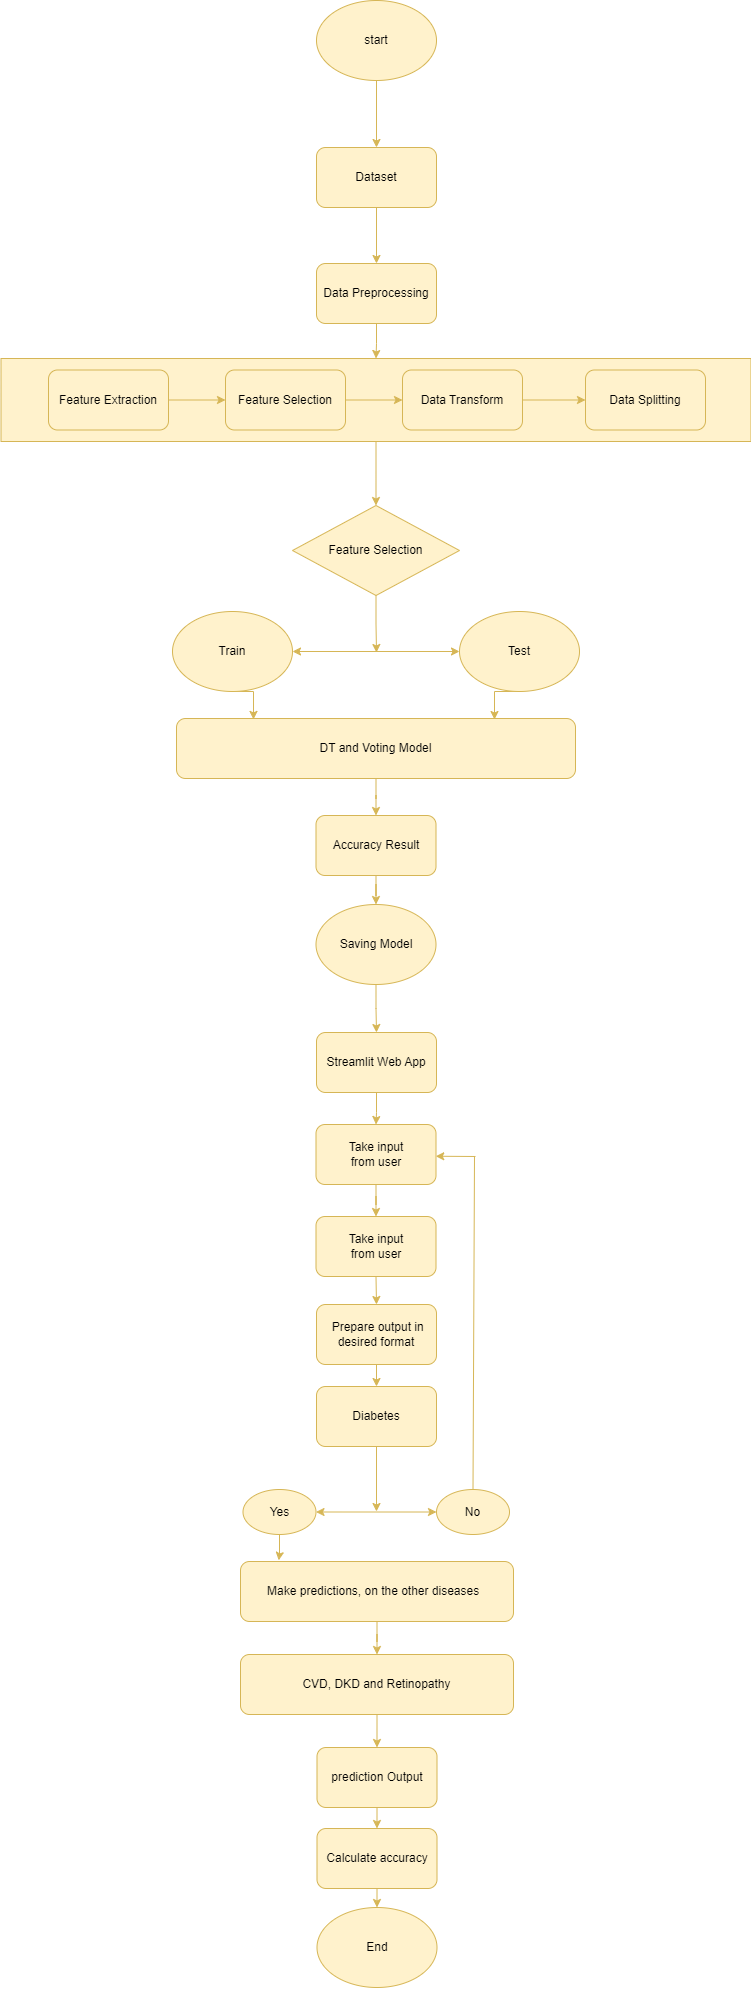 start
Dataset
Data Preprocessing
Feature Extraction
Feature Selection
Data Transform
Data Splitting
Feature Selection
Train
Test
DT and Voting Model
Accuracy Result
Saving Model
Streamlit Web App
Take input
from user
Take input
from user
Prepare output in
desired format
Diabetes
Yes
No
Make predictions, on the other diseases
CVD, DKD and Retinopathy
prediction Output
Calculate accuracy
End